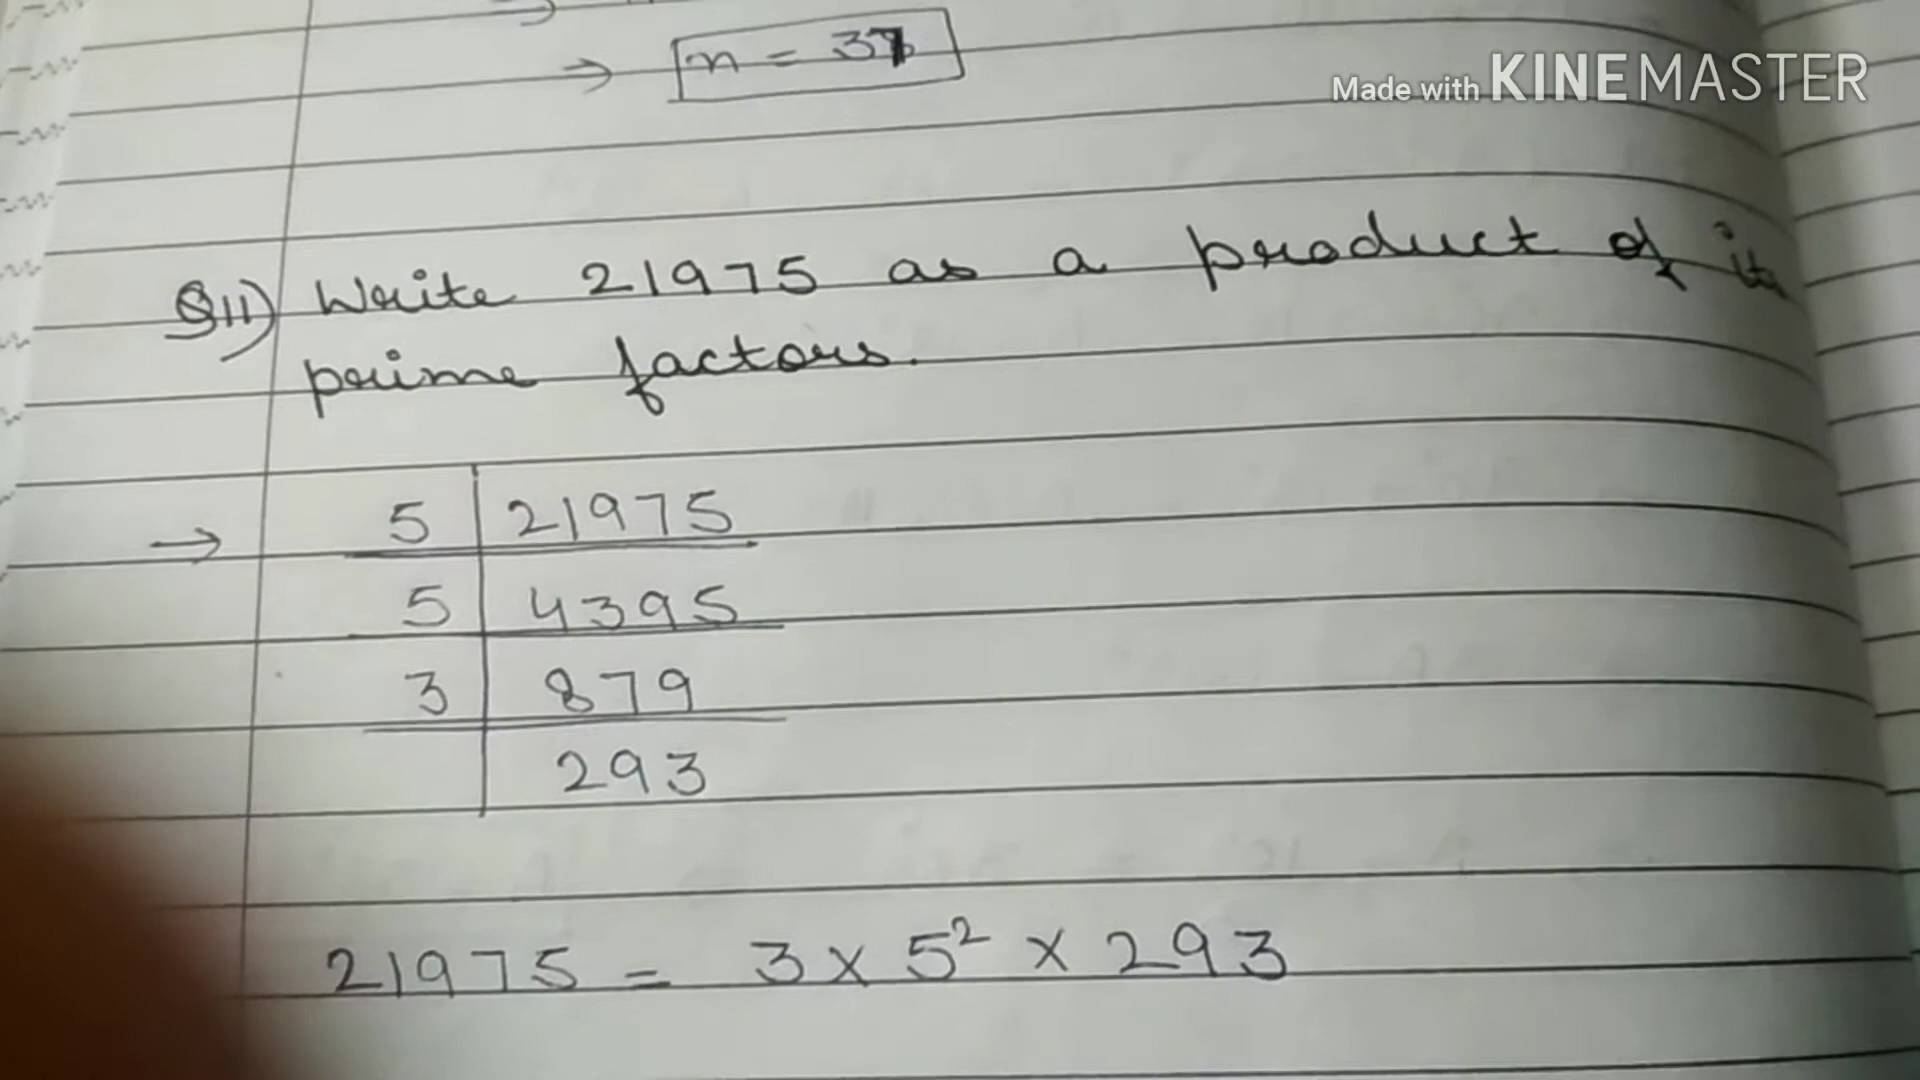 → n = 37
Made with KINEMASTER
Q11) Write 21975 as a product of its
prime factors.
→ 5 | 21975
5 | 4395
3 | 879
293
21975 = 3 × 5² × 293